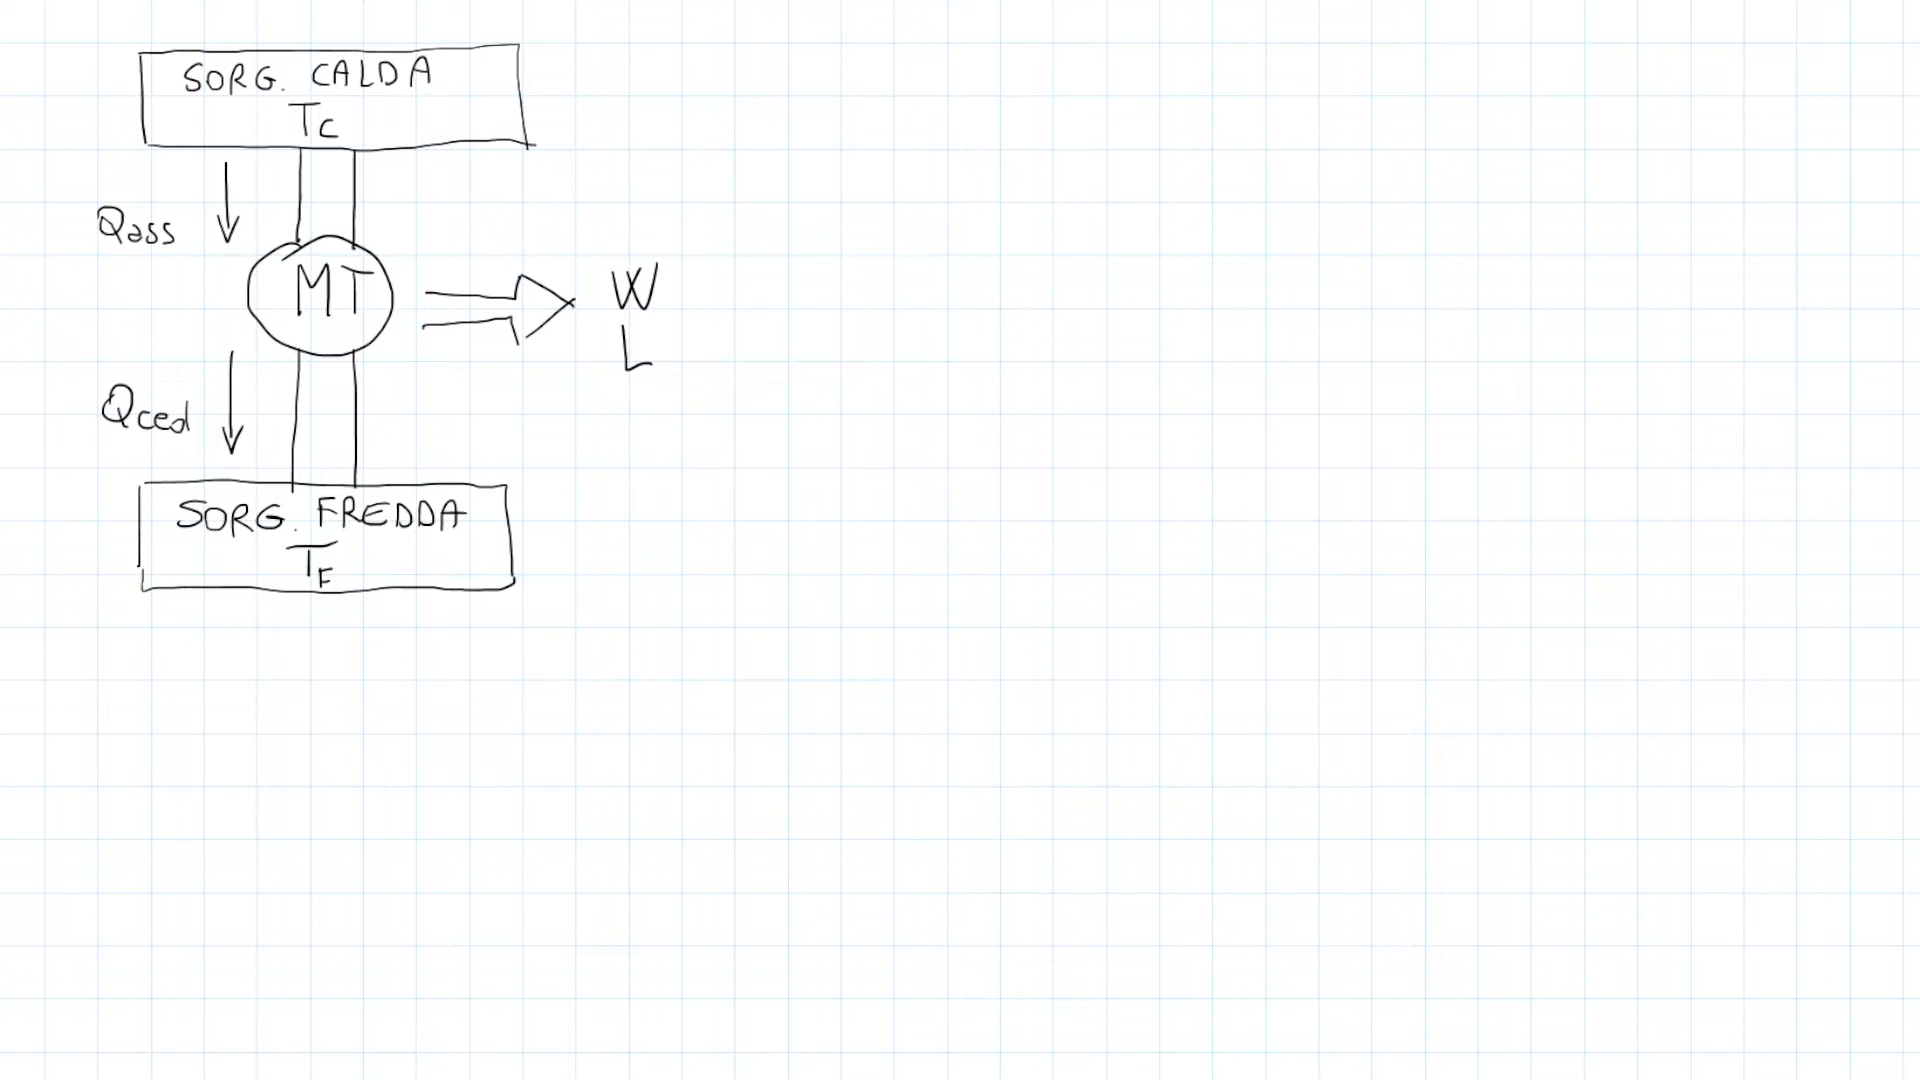 SORG. CALDA
Tc
Qass
MT
W
L
Qced
SORG. FREDDA
TF